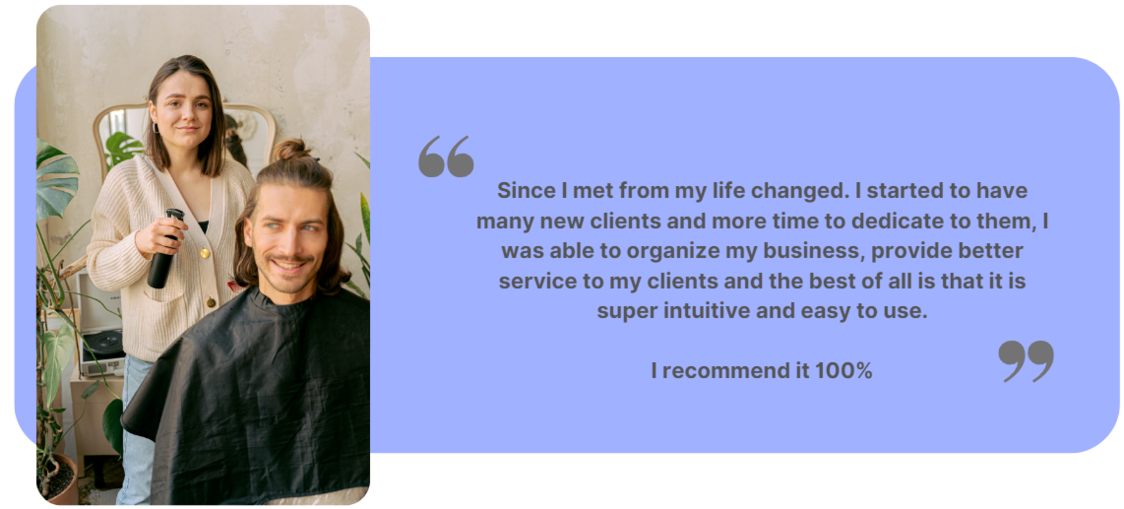 Since I met from my life changed. I started to have
many new clients and more time to dedicate to them, I
was able to organize my business, provide better
service to my clients and the best of all is that it is
super intuitive and easy to use.
I recommend it 100%